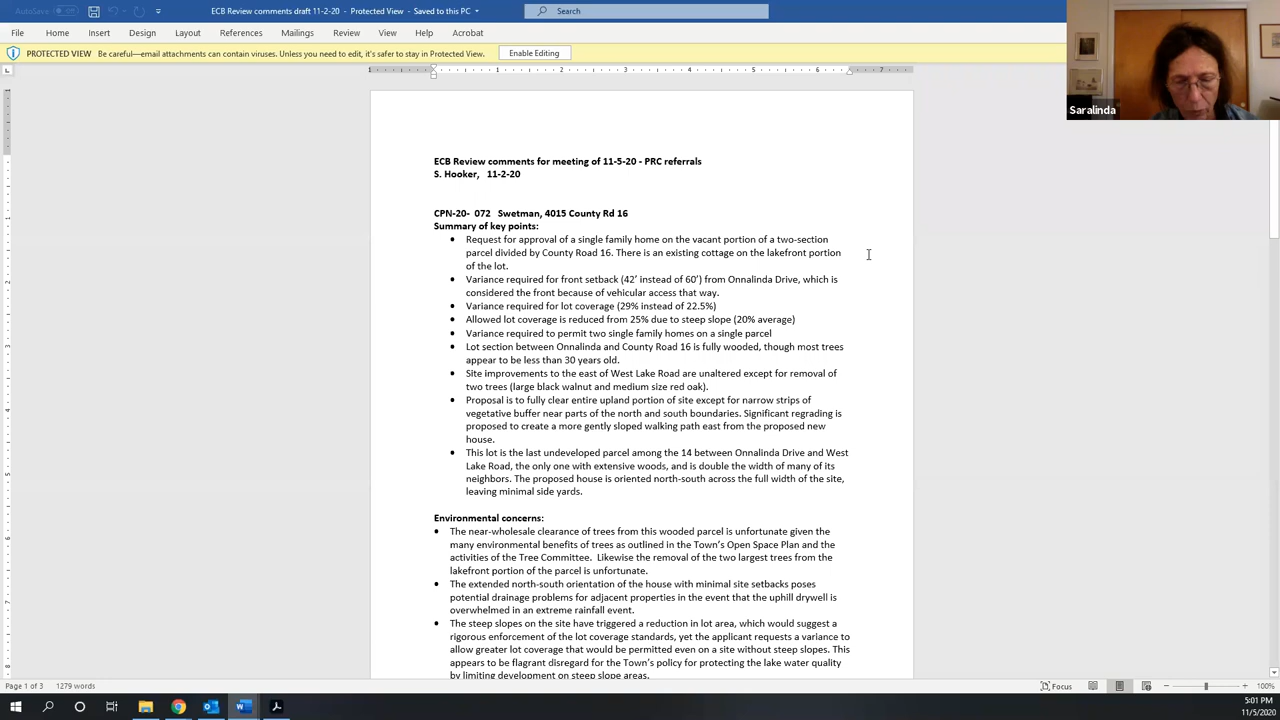 AutoSave
ECB Review comments draft 11-2-20 - Protected View - Saved to this PC
Search
File Home Insert Design Layout References Mailings Review View Help Acrobat
PROTECTED VIEW Be careful—email attachments can contain viruses. Unless you need to edit, it's safer to stay in Protected View. Enable Editing
Saralinda
ECB Review comments for meeting of 11-5-20 - PRC referrals
S. Hooker, 11-2-20
CPN-20- 072 Swetman, 4015 County Rd 16
Summary of key points:
• Request for approval of a single family home on the vacant portion of a two-section
parcel divided by County Road 16. There is an existing cottage on the lakefront portion
of the lot.
• Variance required for front setback (42’ instead of 60’) from Onnalinda Drive, which is
considered the front because of vehicular access that way.
• Variance required for lot coverage (29% instead of 22.5%)
• Allowed lot coverage is reduced from 25% due to steep slope (20% average)
• Variance required to permit two single family homes on a single parcel
• Lot section between Onnalinda and County Road 16 is fully wooded, though most trees
appear to be less than 30 years old.
• Site improvements to the east of West Lake Road are unaltered except for removal of
two trees (large black walnut and medium size red oak).
• Proposal is to fully clear entire upland portion of site except for narrow strips of
vegetative buffer near parts of the north and south boundaries. Significant regrading is
proposed to create a more gently sloped walking path east from the proposed new
house.
• This lot is the last undeveloped parcel among the 14 between Onnalinda Drive and West
Lake Road, the only one with extensive woods, and is double the width of many of its
neighbors. The proposed house is oriented north-south across the full width of the site,
leaving minimal side yards.
Environmental concerns:
• The near-wholesale clearance of trees from this wooded parcel is unfortunate given the
many environmental benefits of trees as outlined in the Town’s Open Space Plan and the
activities of the Tree Committee. Likewise the removal of the two largest trees from the
lakefront portion of the parcel is unfortunate.
• The extended north-south orientation of the house with minimal site setbacks poses
potential drainage problems for adjacent properties in the event that the uphill drywell is
overwhelmed in an extreme rainfall event.
• The steep slopes on the site have triggered a reduction in lot area, which would suggest a
rigorous enforcement of the lot coverage standards, yet the applicant requests a variance to
allow greater lot coverage that would be permitted even on a site without steep slopes. This
appears to be flagrant disregard for the Town’s policy for protecting the lake water quality
by limiting development on steep slope areas.
Page 1 of 3 1279 words Focus 100%
5:01 PM
11/5/2020